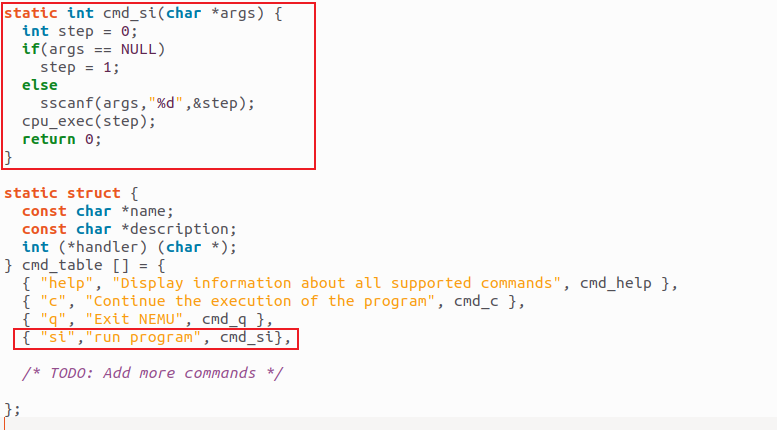 static int cmd_si(char *args) {
  int step = 0;
  if(args == NULL)
    step = 1;
  else
    sscanf(args,"%d",&step);
  cpu_exec(step);
  return 0;
}
static struct {
  const char *name;
  const char *description;
  int (*handler) (char *);
} cmd_table [] = {
  { "help", "Display information about all supported commands", cmd_help },
  { "c", "Continue the execution of the program", cmd_c },
  { "q", "Exit NEMU", cmd_q },
  { "si","run program", cmd_si},
  /* TODO: Add more commands */
};